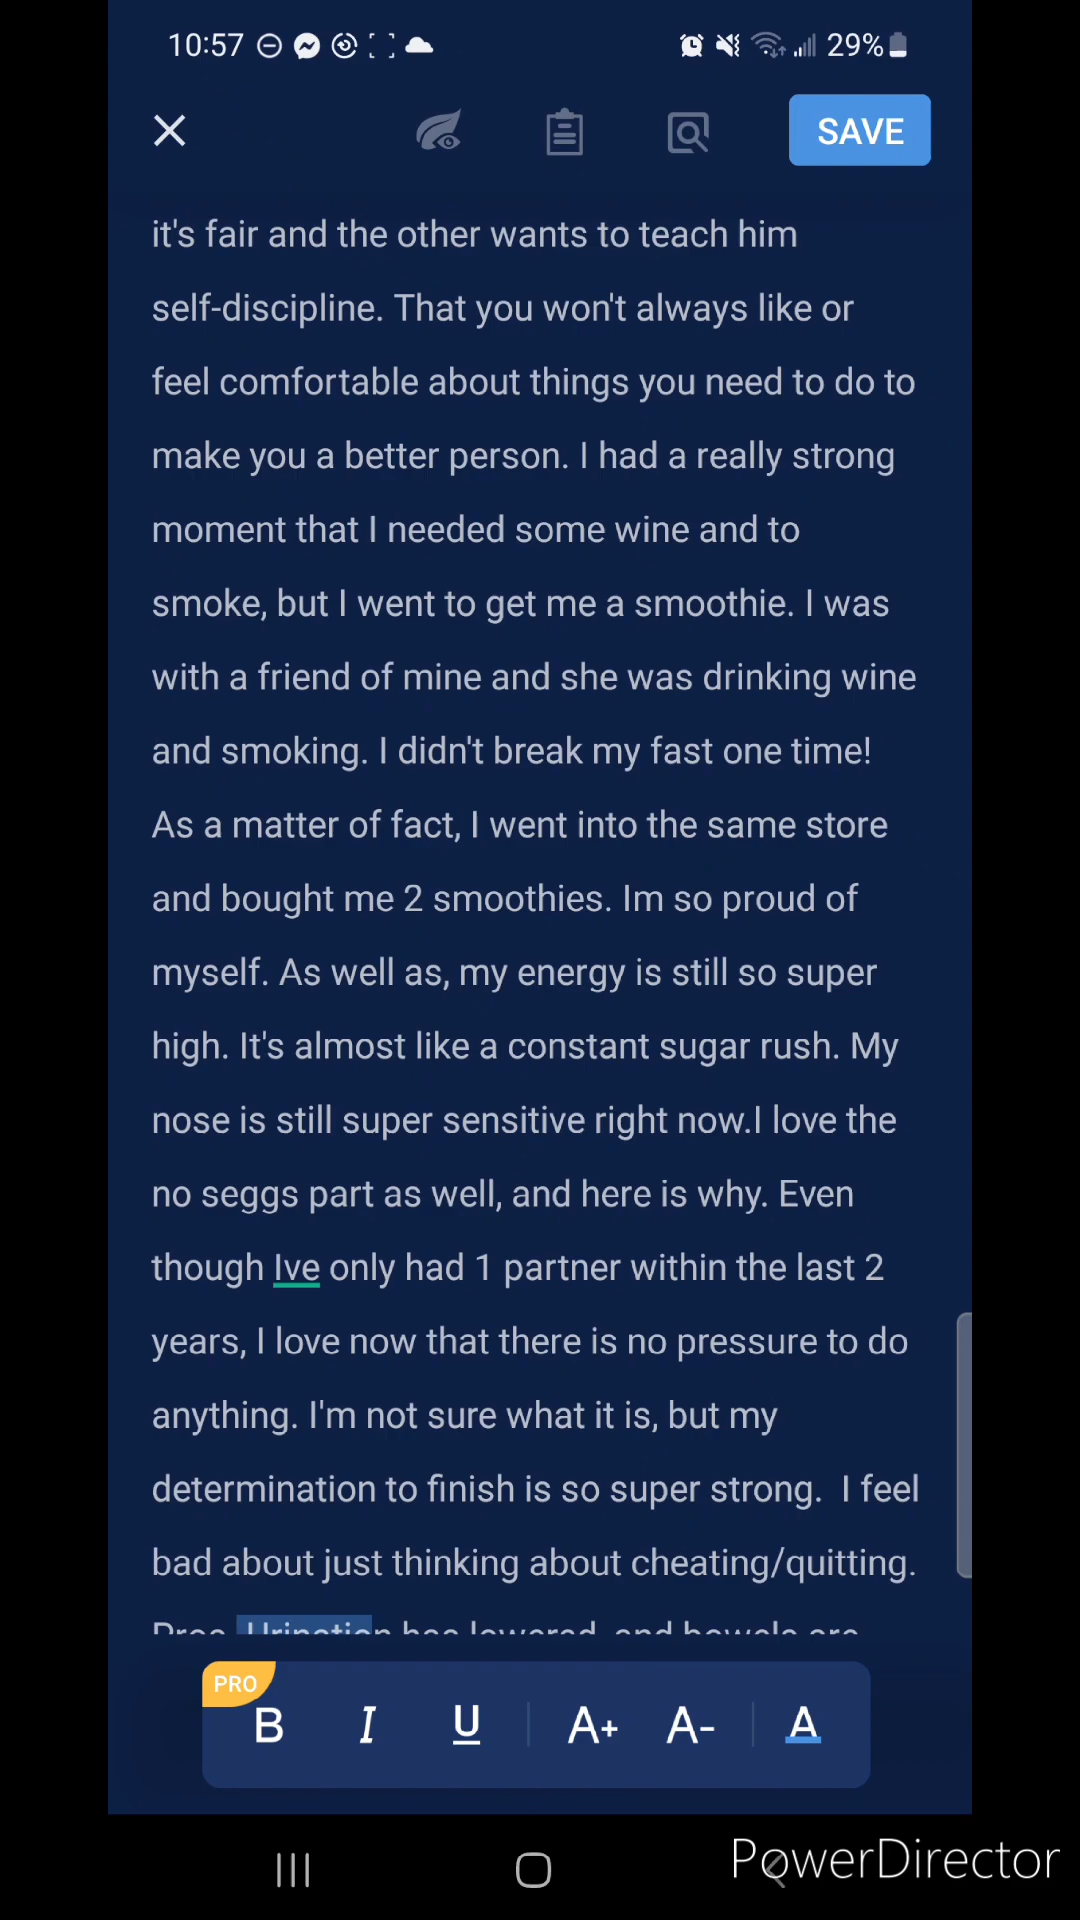 10:57 29%
SAVE
it's fair and the other wants to teach him
self-discipline. That you won't always like or
feel comfortable about things you need to do to
make you a better person. I had a really strong
moment that I needed some wine and to
smoke, but I went to get me a smoothie. I was
with a friend of mine and she was drinking wine
and smoking. I didn't break my fast one time!
As a matter of fact, I went into the same store
and bought me 2 smoothies. Im so proud of
myself. As well as, my energy is still so super
high. It's almost like a constant sugar rush. My
nose is still super sensitive right now.I love the
no seggs part as well, and here is why. Even
though Ive only had 1 partner within the last 2
years, I love now that there is no pressure to do
anything. I'm not sure what it is, but my
determination to finish is so super strong.  I feel
bad about just thinking about cheating/quitting.
Urination has lowered, and bowels are
PRO
B I U A+ A- A
PowerDirector